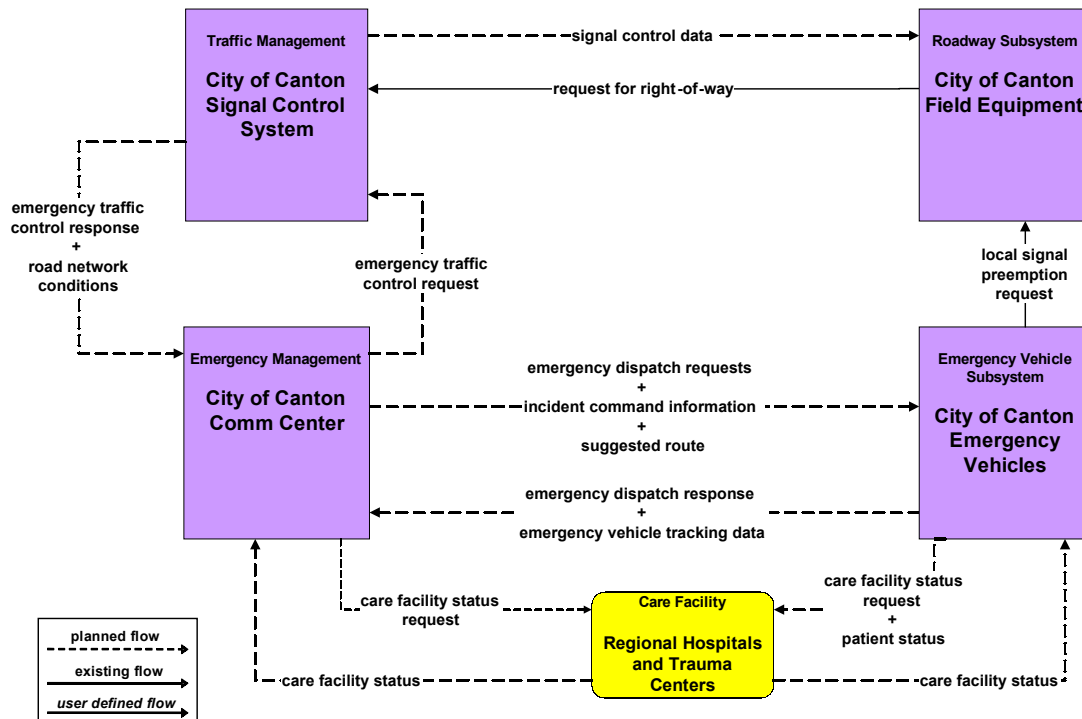 Traffic Management
City of Canton
Signal Control
System
signal control data
request for right-of-way
Roadway Subsystem
City of Canton
Field Equipment
emergency traffic
control response
+
road network
conditions
emergency traffic
control request
local signal
preemption
request
Emergency Management
City of Canton
Comm Center
emergency dispatch requests
+
incident command information
+
suggested route
Emergency Vehicle
Subsystem
City of Canton
Emergency
Vehicles
emergency dispatch response
+
emergency vehicle tracking data
care facility status
request
Care Facility
Regional Hospitals
and Trauma
Centers
care facility status
request
+
patient status
care facility status
care facility status
planned flow
existing flow
user defined flow